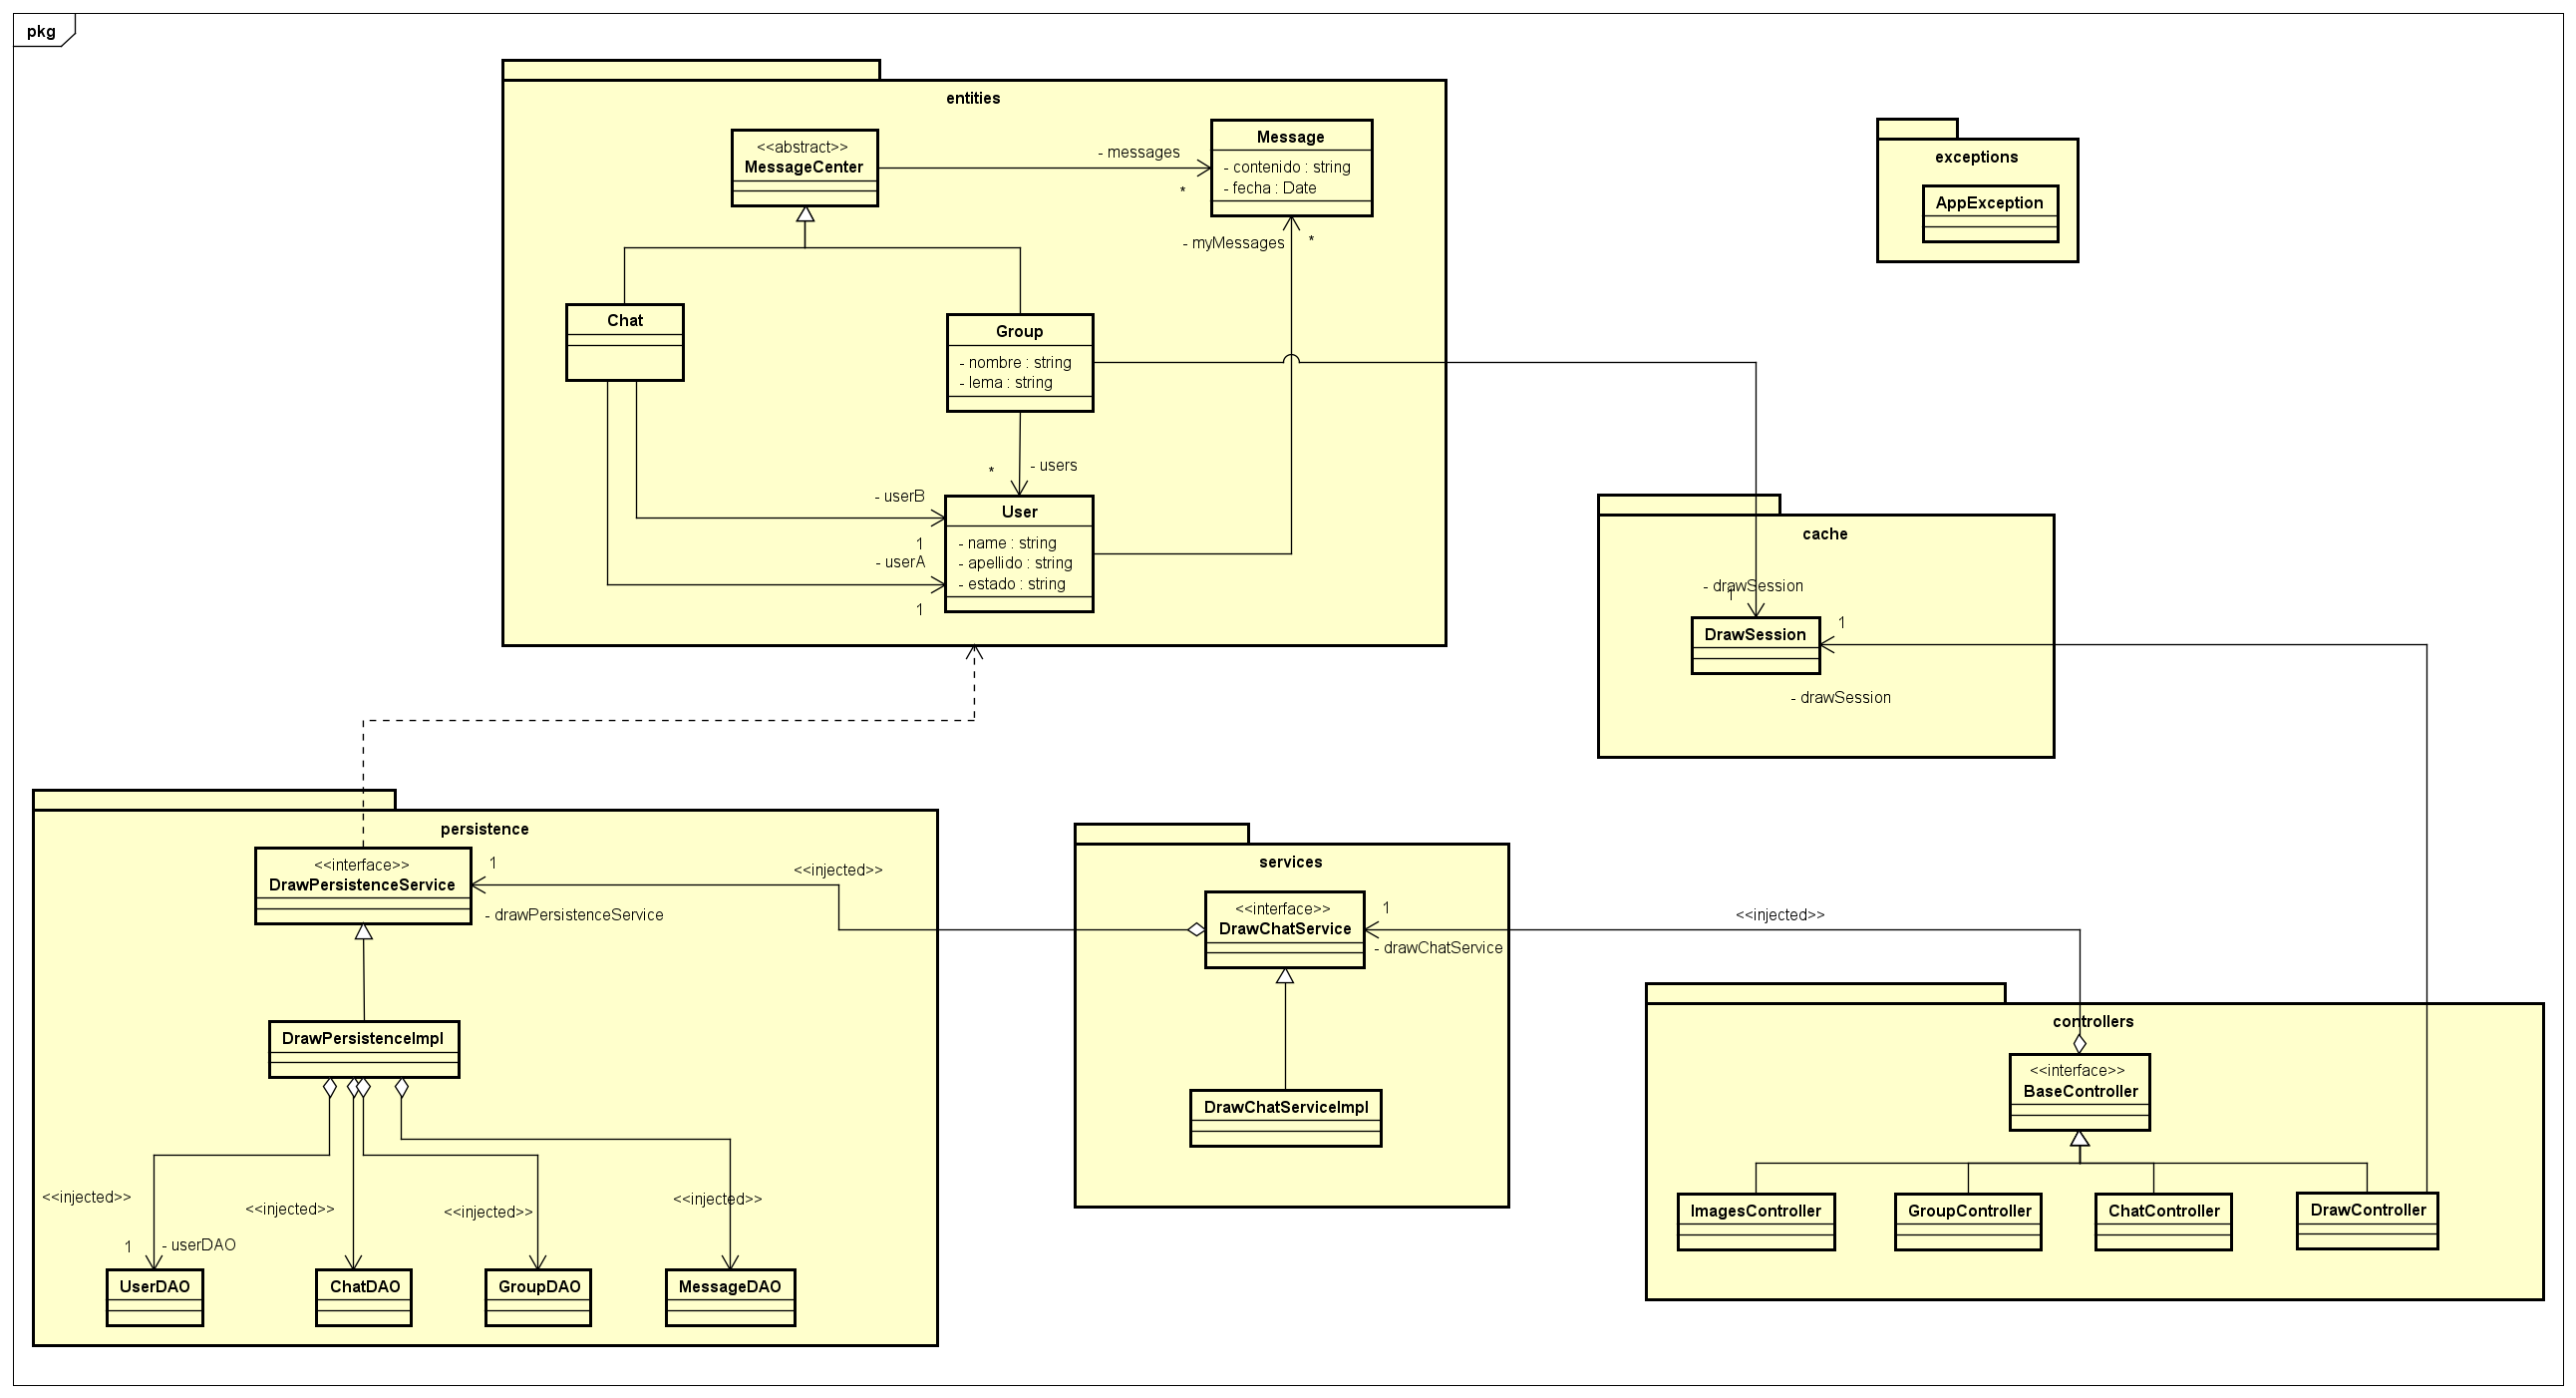 pkg
entities
<<abstract>>
MessageCenter
- messages
*
Message
- contenido : string
- fecha : Date
- myMessages
*
Chat
Group
- nombre : string
- lema : string
*
- users
- userB
1
- userA
1
User
- name : string
- apellido : string
- estado : string
exceptions
AppException
cache
- drawSession
1
DrawSession
1
- drawSession
persistence
<<interface>>
DrawPersistenceService
1
- drawPersistenceService
<<injected>>
DrawPersistenceImpl
<<injected>>
<<injected>>
<<injected>>
<<injected>>
1
- userDAO
UserDAO
ChatDAO
GroupDAO
MessageDAO
services
<<interface>>
DrawChatService
1
- drawChatService
<<injected>>
DrawChatServiceImpl
controllers
<<interface>>
BaseController
ImagesController
GroupController
ChatController
DrawController